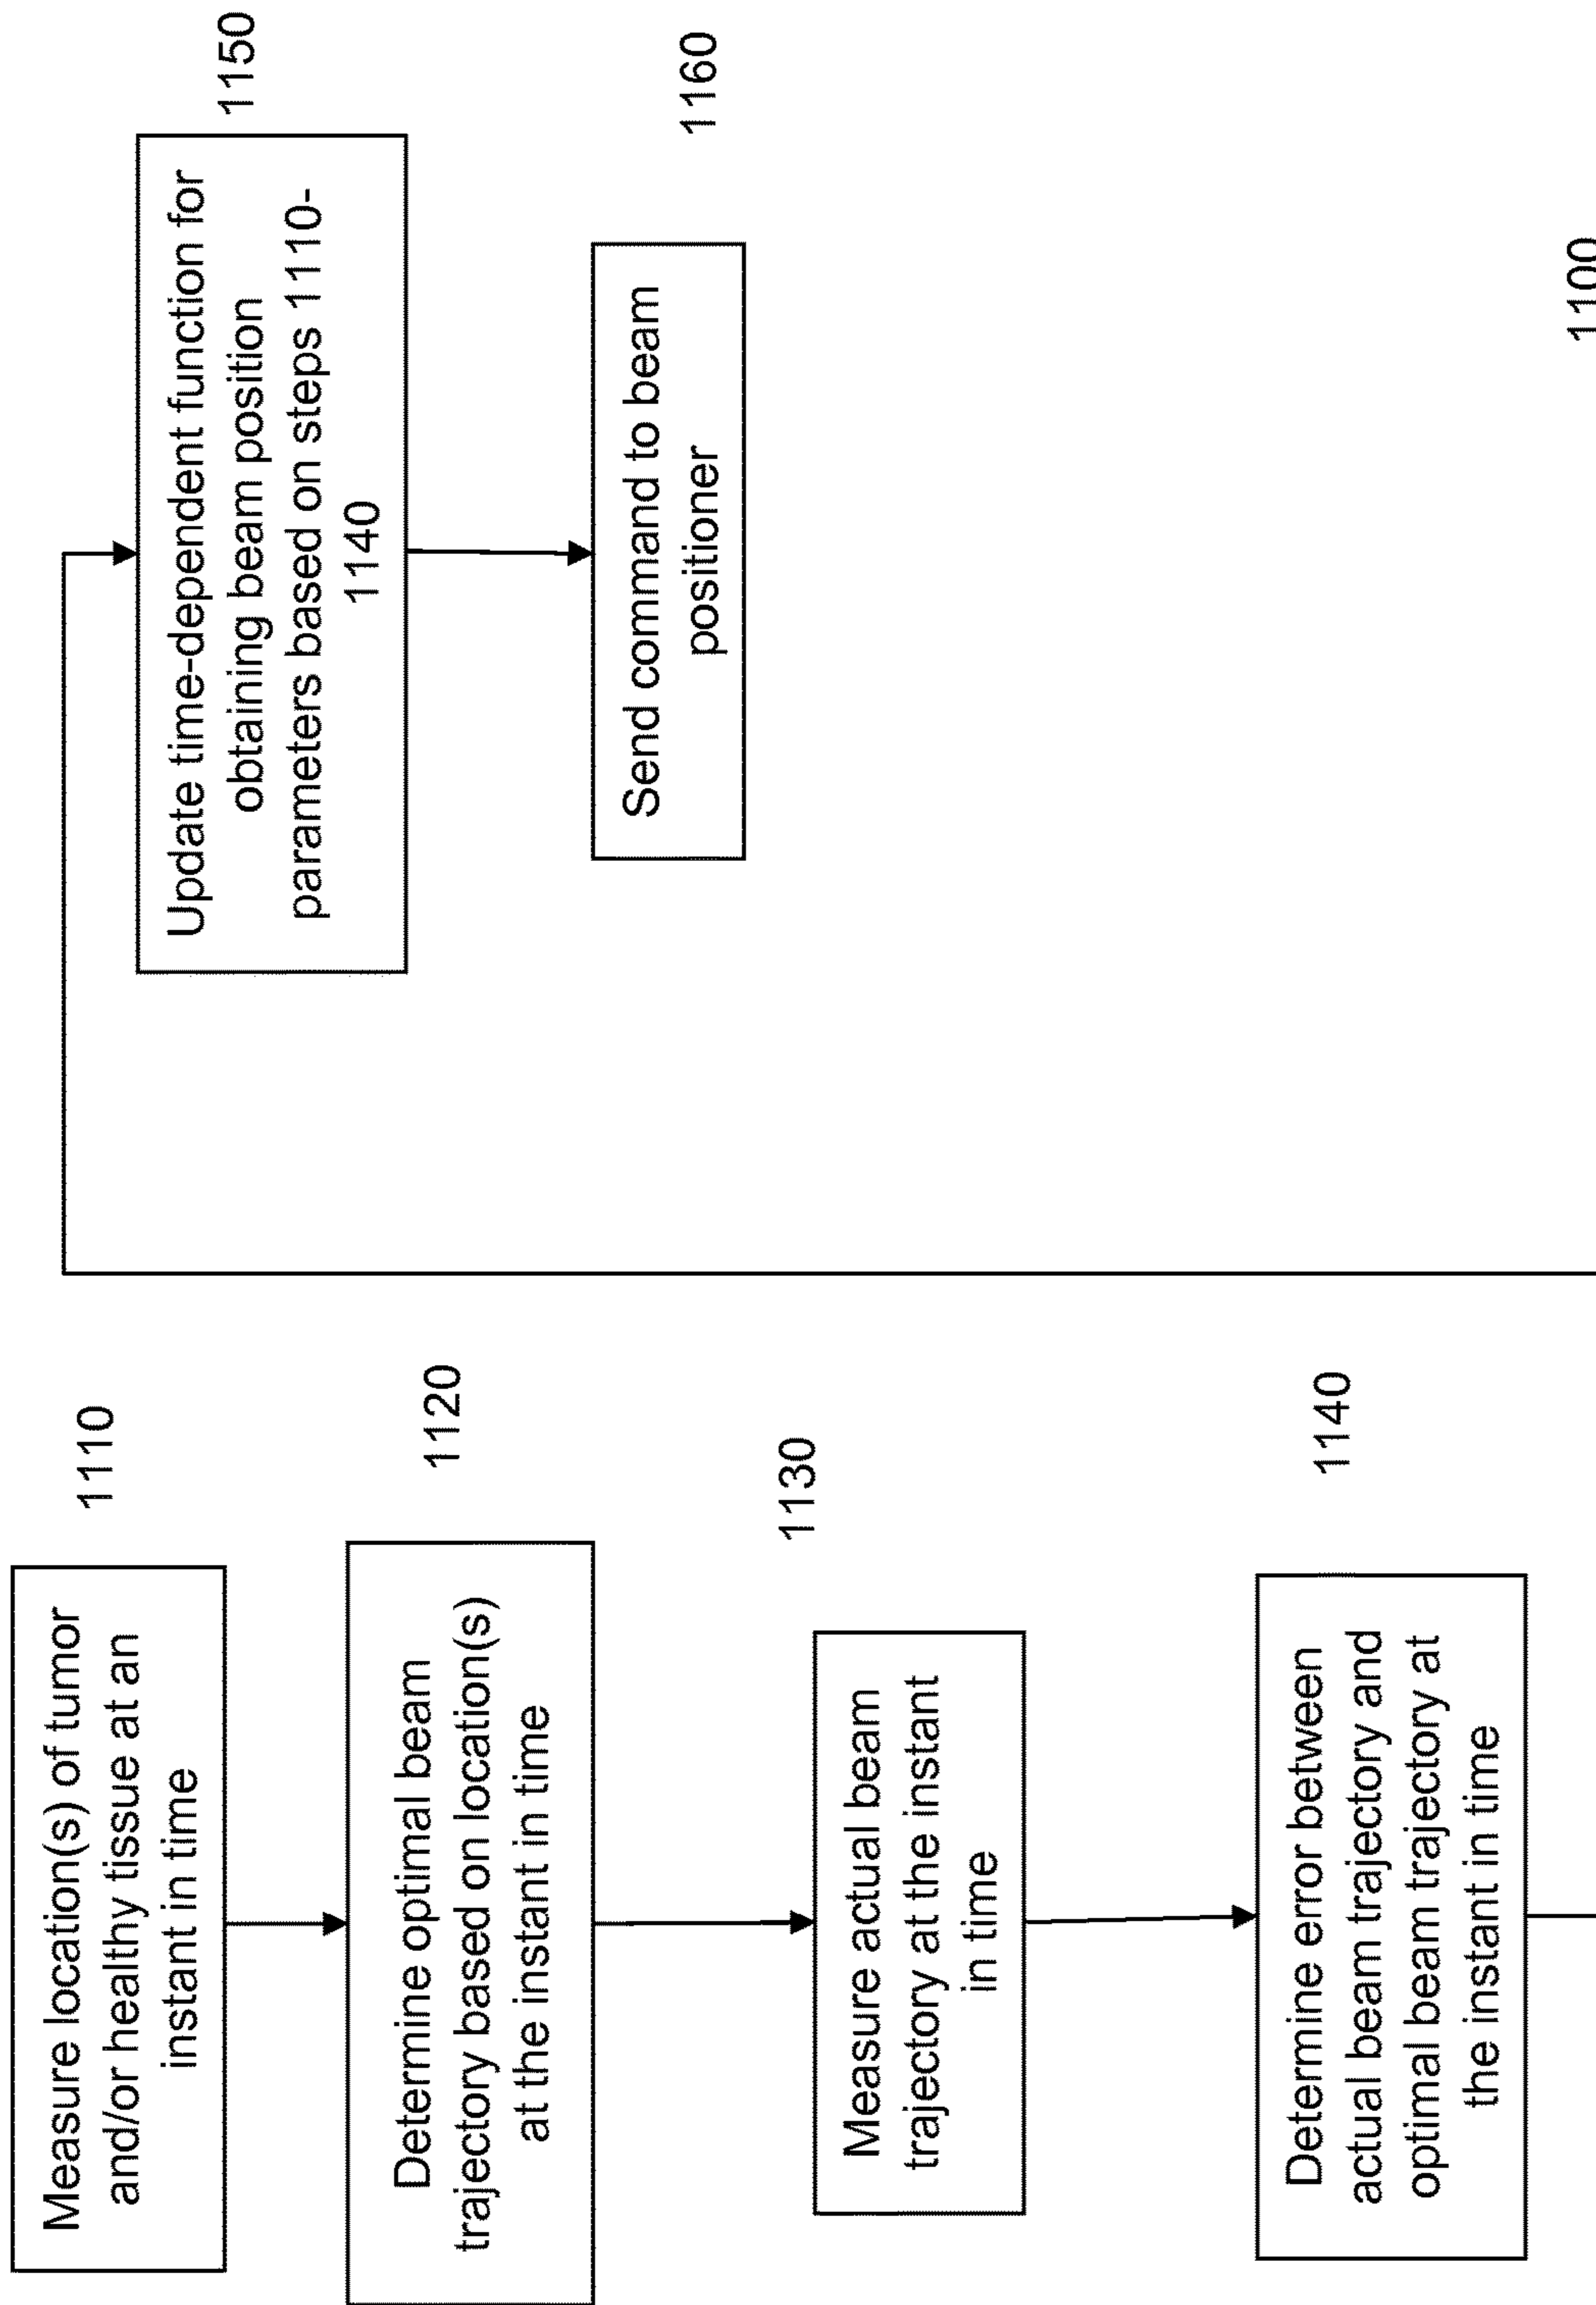 Measure location(s) of tumor
and/or healthy tissue at an
instant in time
1110
Determine optimal beam
trajectory based on location(s)
at the instant in time
1120
Measure actual beam
trajectory at the instant
in time
1130
Determine error between
actual beam trajectory and
optimal beam trajectory at
the instant in time
1140
Update time-dependent function for
obtaining beam position
parameters based on steps 1110-
1140
1150
Send command to beam
positioner
1160
1100